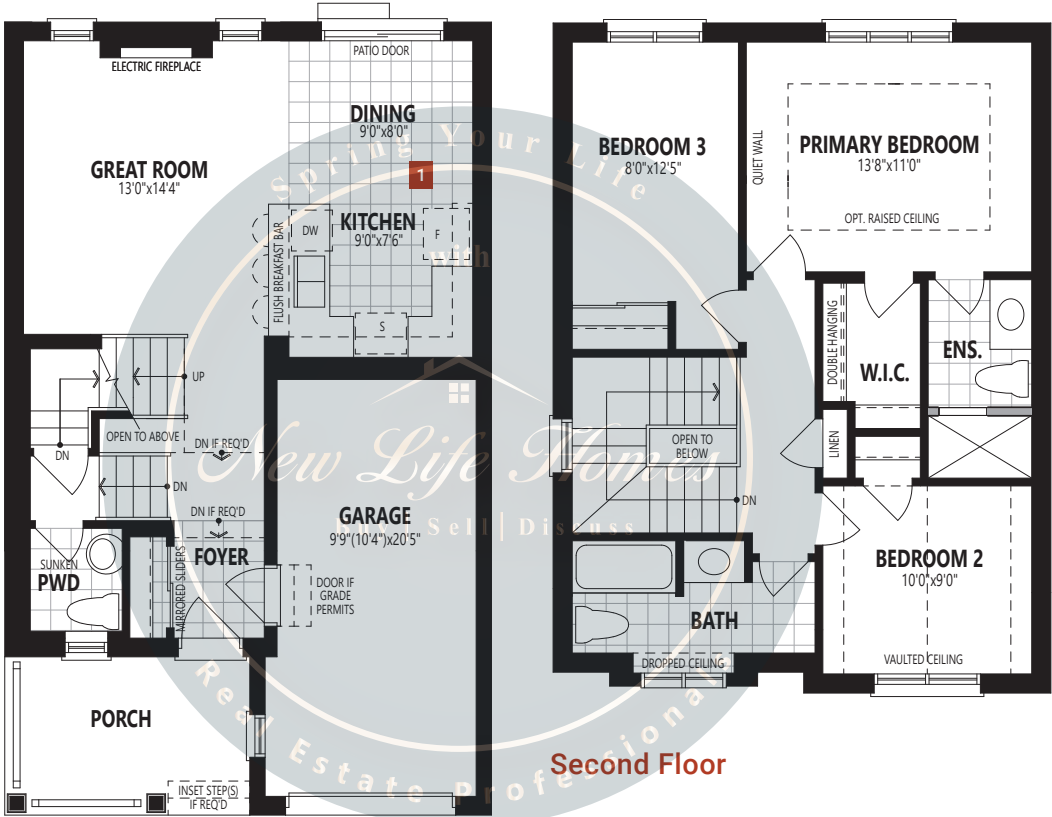 ELECTRIC FIREPLACE
PATIO DOOR
DINING
9'0"x8'0"
GREAT ROOM
13'0"x14'4"
1
KITCHEN
9'0"x7'6"
DW
F
FLUSH BREAKFAST BAR
S
UP
OPEN TO ABOVE
DN IF REQ'D
DN
DN
DN IF REQ'D
GARAGE
9'9"(10'4")x20'5"
FOYER
SUNKEN
PWD
MIRRORED SLIDERS
DOOR IF
GRADE
PERMITS
PORCH
INSET STEP(S)
IF REQ'D
BEDROOM 3
8'0"x12'5"
QUIET WALL
PRIMARY BEDROOM
13'8"x11'0"
OPT. RAISED CEILING
DOUBLE HANGING
W.I.C.
ENS.
OPEN TO
BELOW
LINEN
DN
BEDROOM 2
10'0"x9'0"
VAULTED CEILING
BATH
DROPPED CEILING
Second Floor
Spring Your Life
with
New Life Homes
Buy | Sell | Discuss
Real Estate Professionals